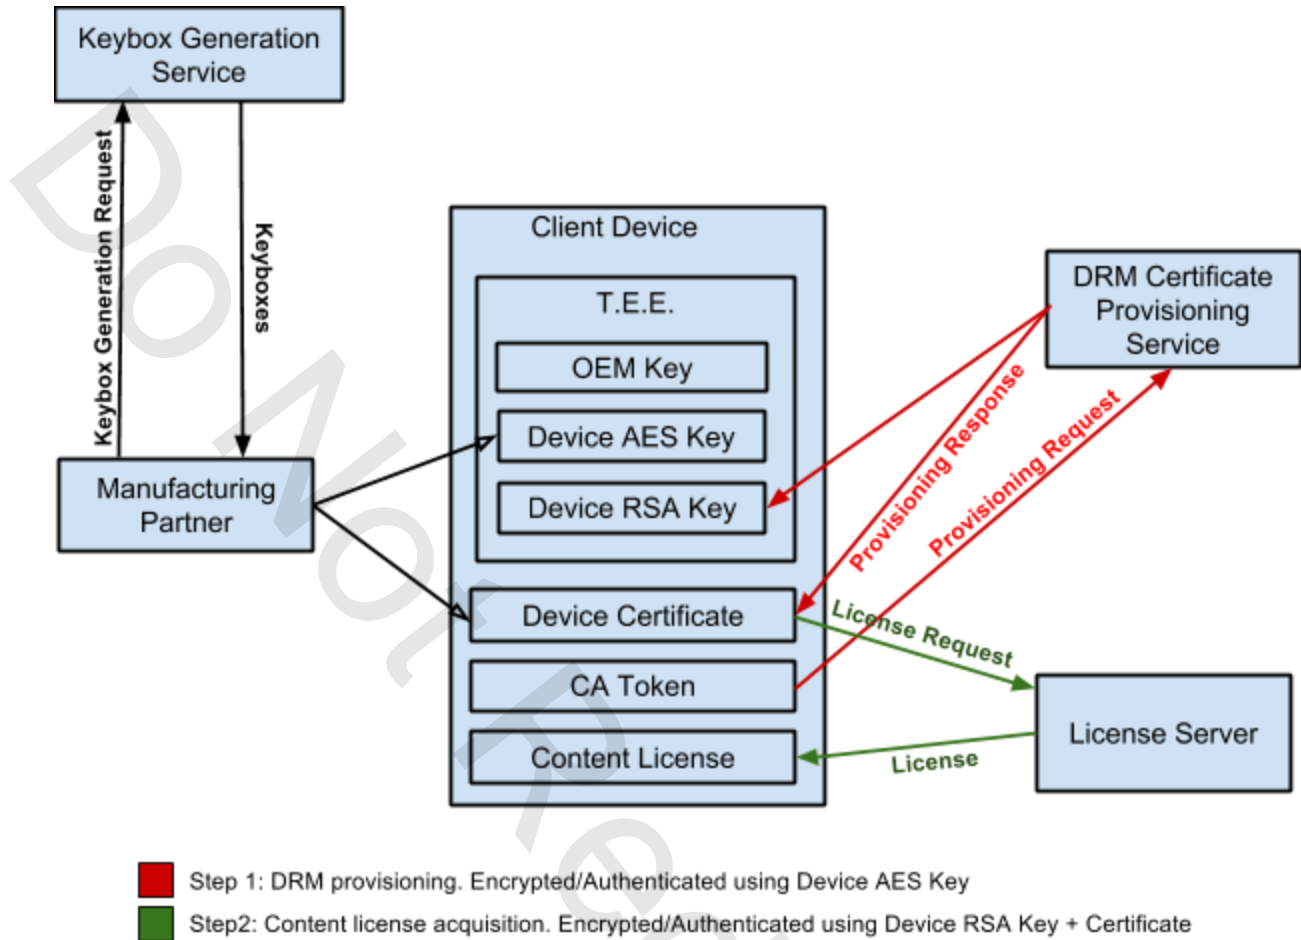 Keybox Generation
Service
Keybox Generation Request
Keyboxes
Manufacturing
Partner
Client Device
T.E.E.
OEM Key
Device AES Key
Device RSA Key
Device Certificate
CA Token
Content License
DRM Certificate
Provisioning
Service
Provisioning Response
Provisioning Request
License Request
License
License Server
Step 1: DRM provisioning. Encrypted/Authenticated using Device AES Key
Step2: Content license acquisition. Encrypted/Authenticated using Device RSA Key + Certificate
Do Not Re